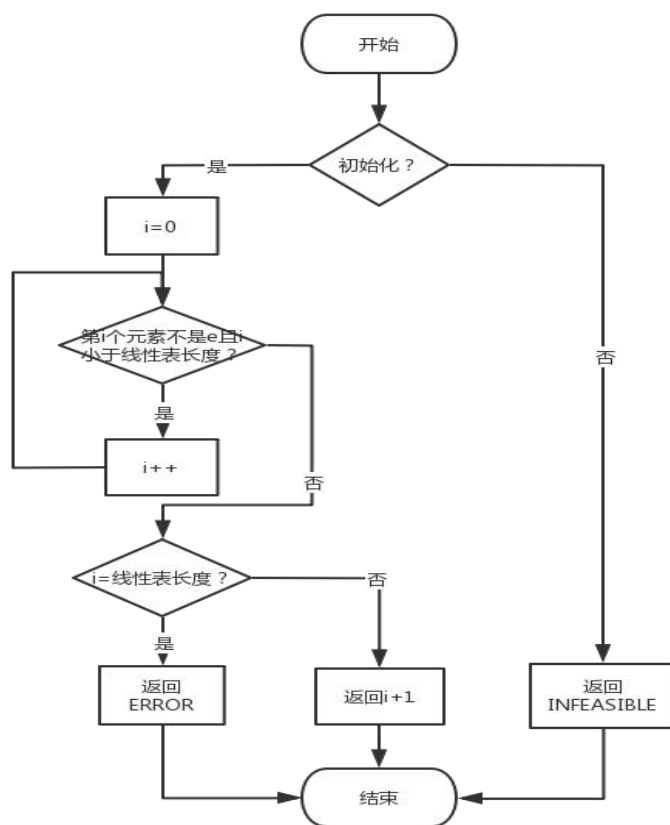 开始
初始化？
是
i=0
第i个元素不是e且i
小于线性表长度？
否
是
i++
否
i=线性表长度？
否
是
返回
ERROR
返回i+1
返回
INFEASIBLE
结束